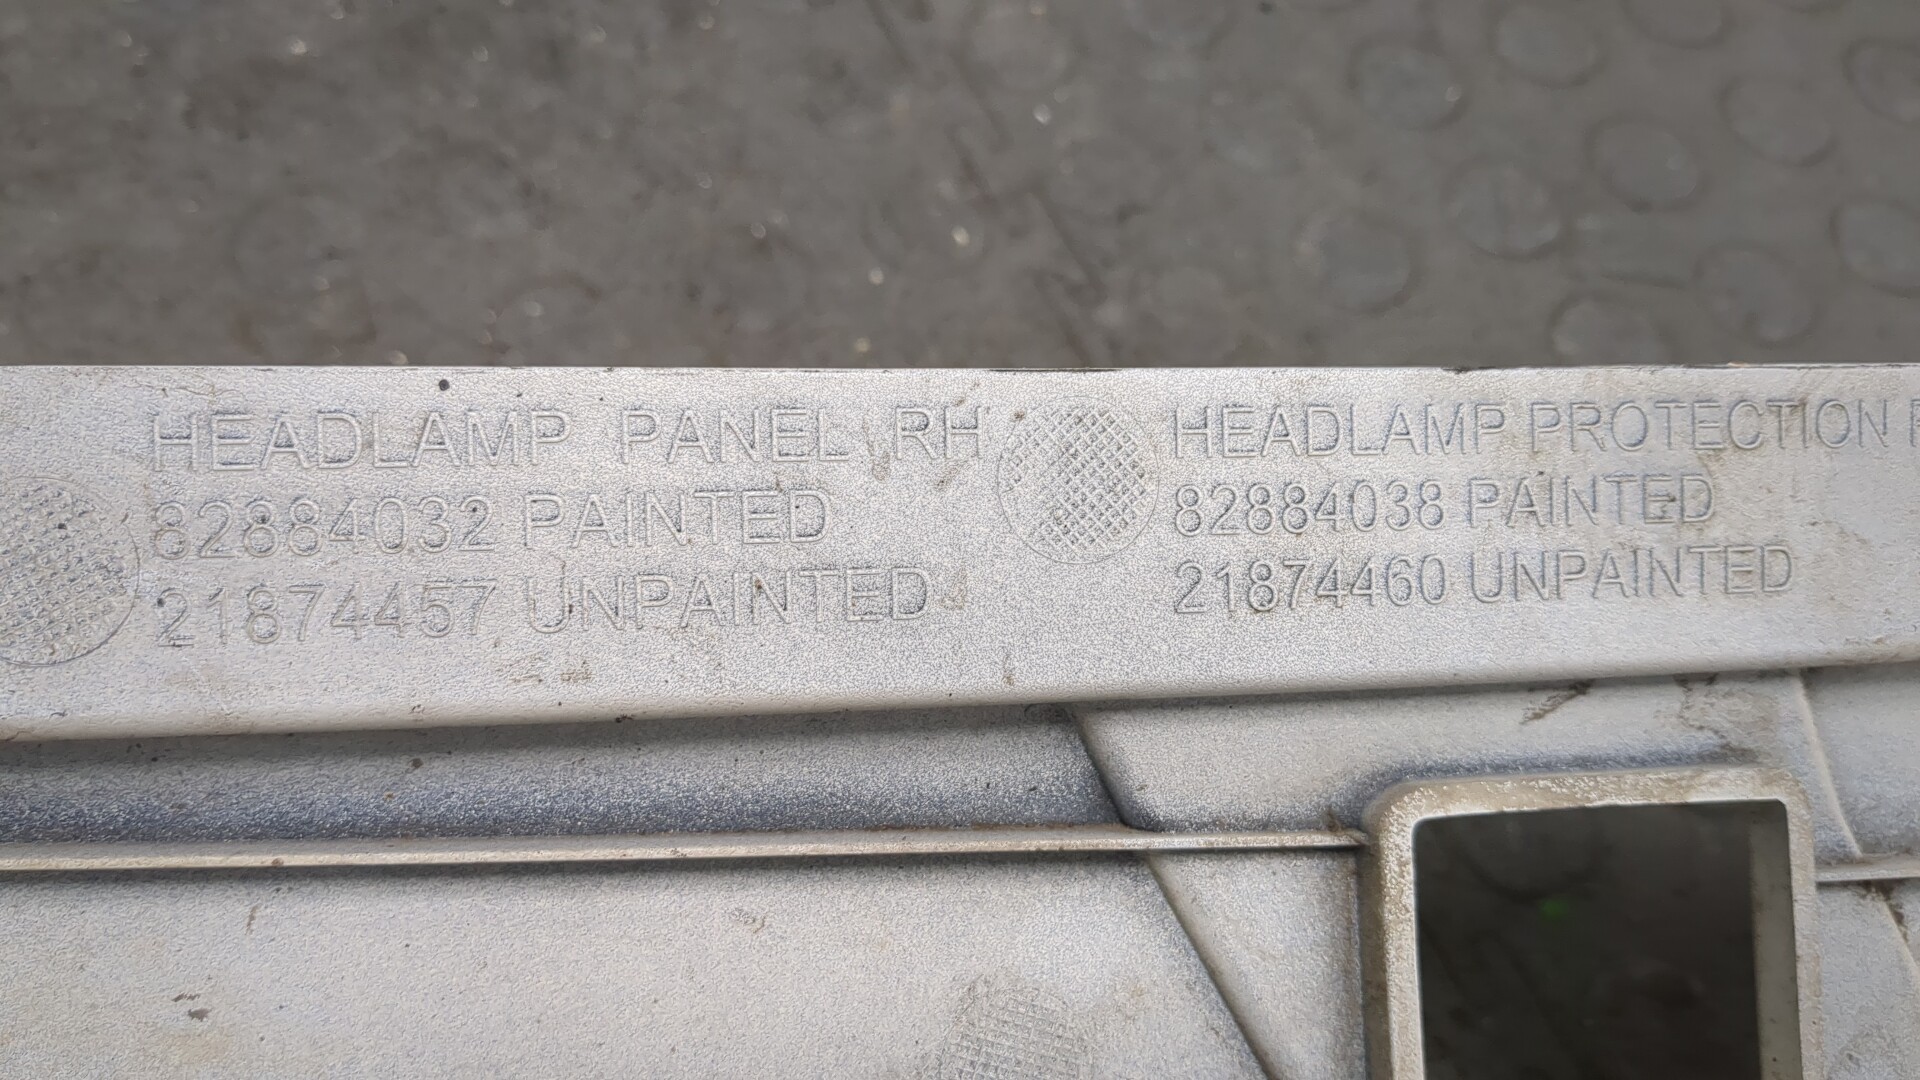 HEADLAMP PANEL RH
82884032 PAINTED
21874457 UNPAINTED
HEADLAMP PROTECTION
82884038 PAINTED
21874460 UNPAINTED